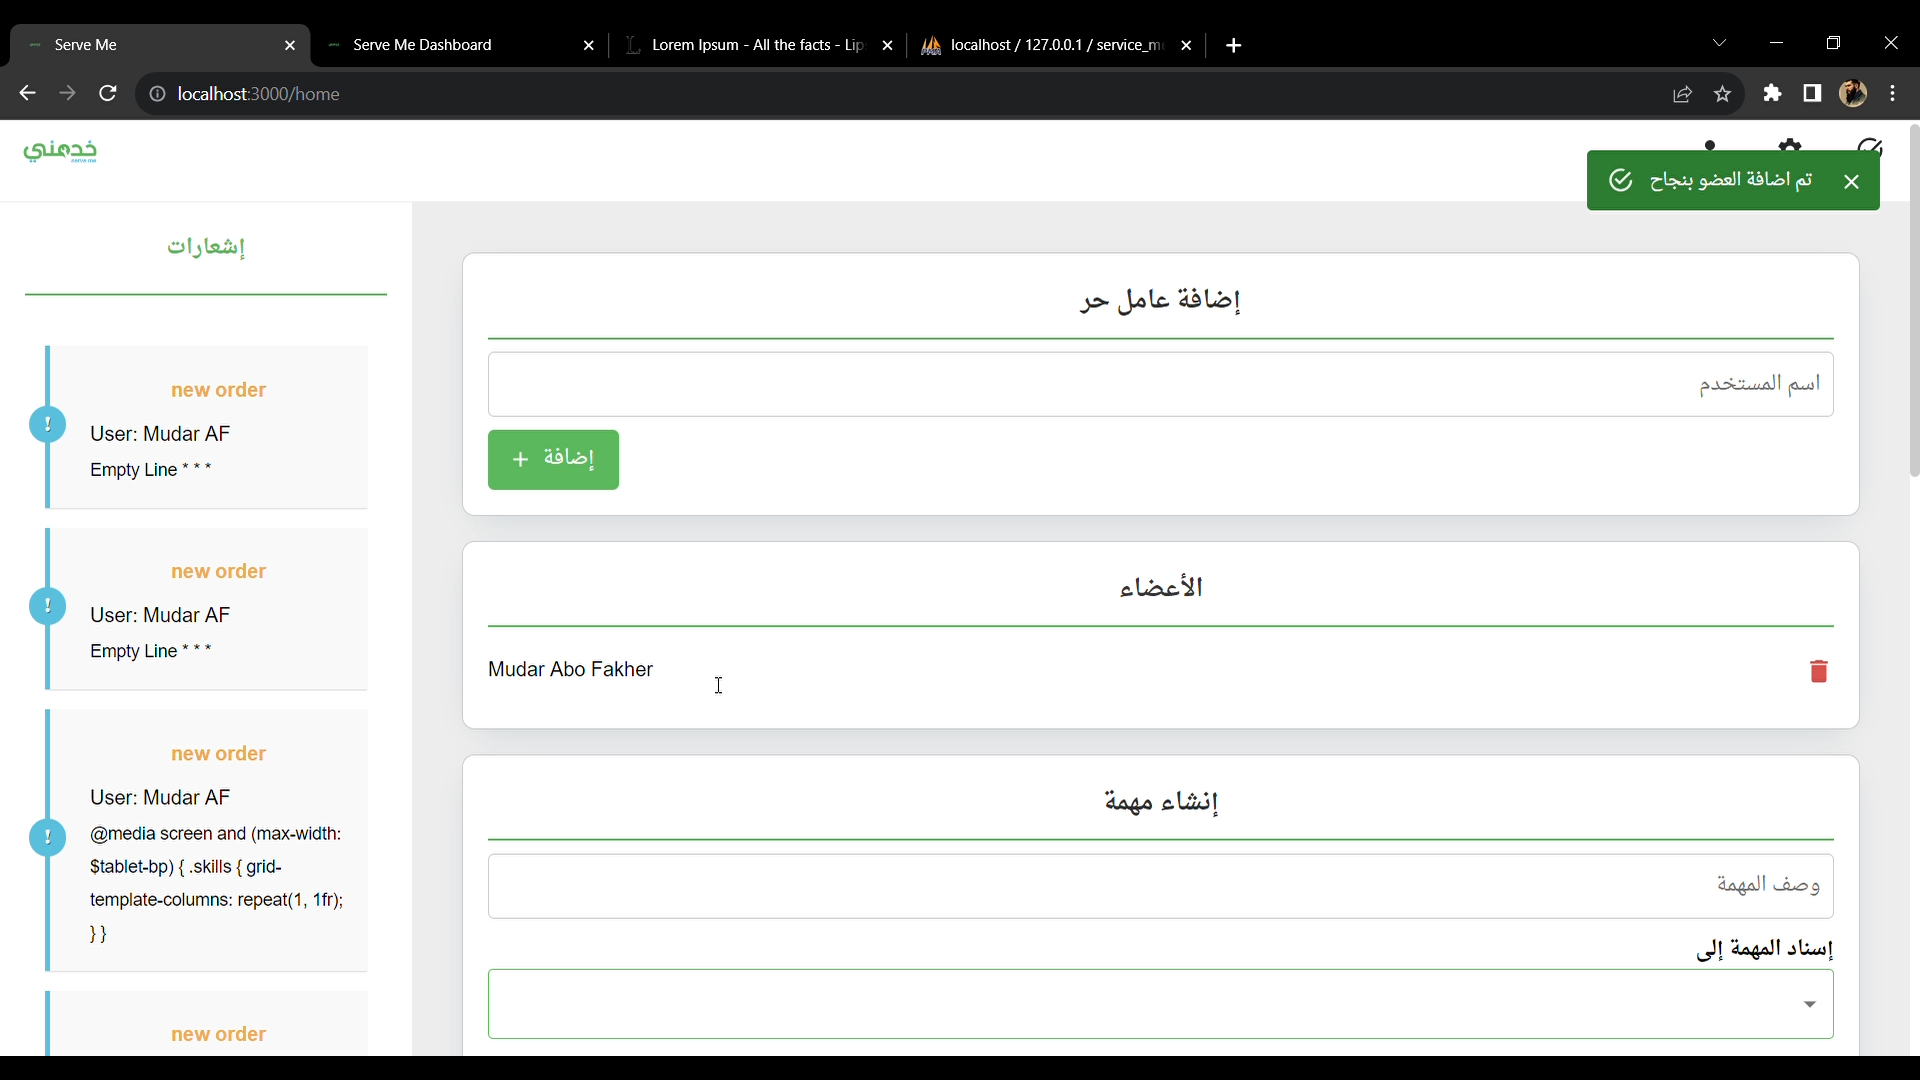 Serve Me
Serve Me Dashboard
Lorem Ipsum - All the facts - Lip
localhost / 127.0.0.1 / service_m
localhost:3000/home
خدمني
serve me
تم اضافة العضو بنجاح
إشعارات
new order
User: Mudar AF
Empty Line * * *
new order
User: Mudar AF
Empty Line * * *
new order
User: Mudar AF
@media screen and (max-width:
$tablet-bp) { .skills { grid-
template-columns: repeat(1, 1fr);
} }
new order
إضافة عامل حر
اسم المستخدم
إضافة +
الأعضاء
Mudar Abo Fakher
إنشاء مهمة
وصف المهمة
إسناد المهمة إلى